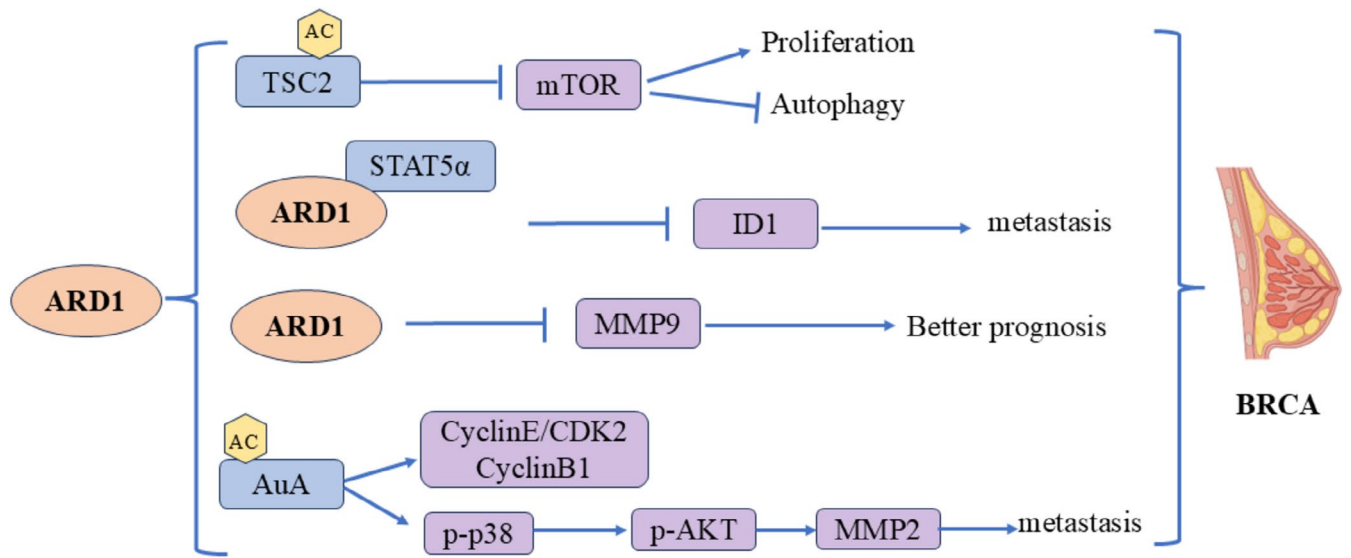 AC
TSC2
mTOR
Proliferation
Autophagy
STAT5α
ARD1
ID1
metastasis
ARD1
ARD1
MMP9
Better prognosis
BRCA
AC
AuA
CyclinE/CDK2
CyclinB1
p-p38
p-AKT
MMP2
metastasis